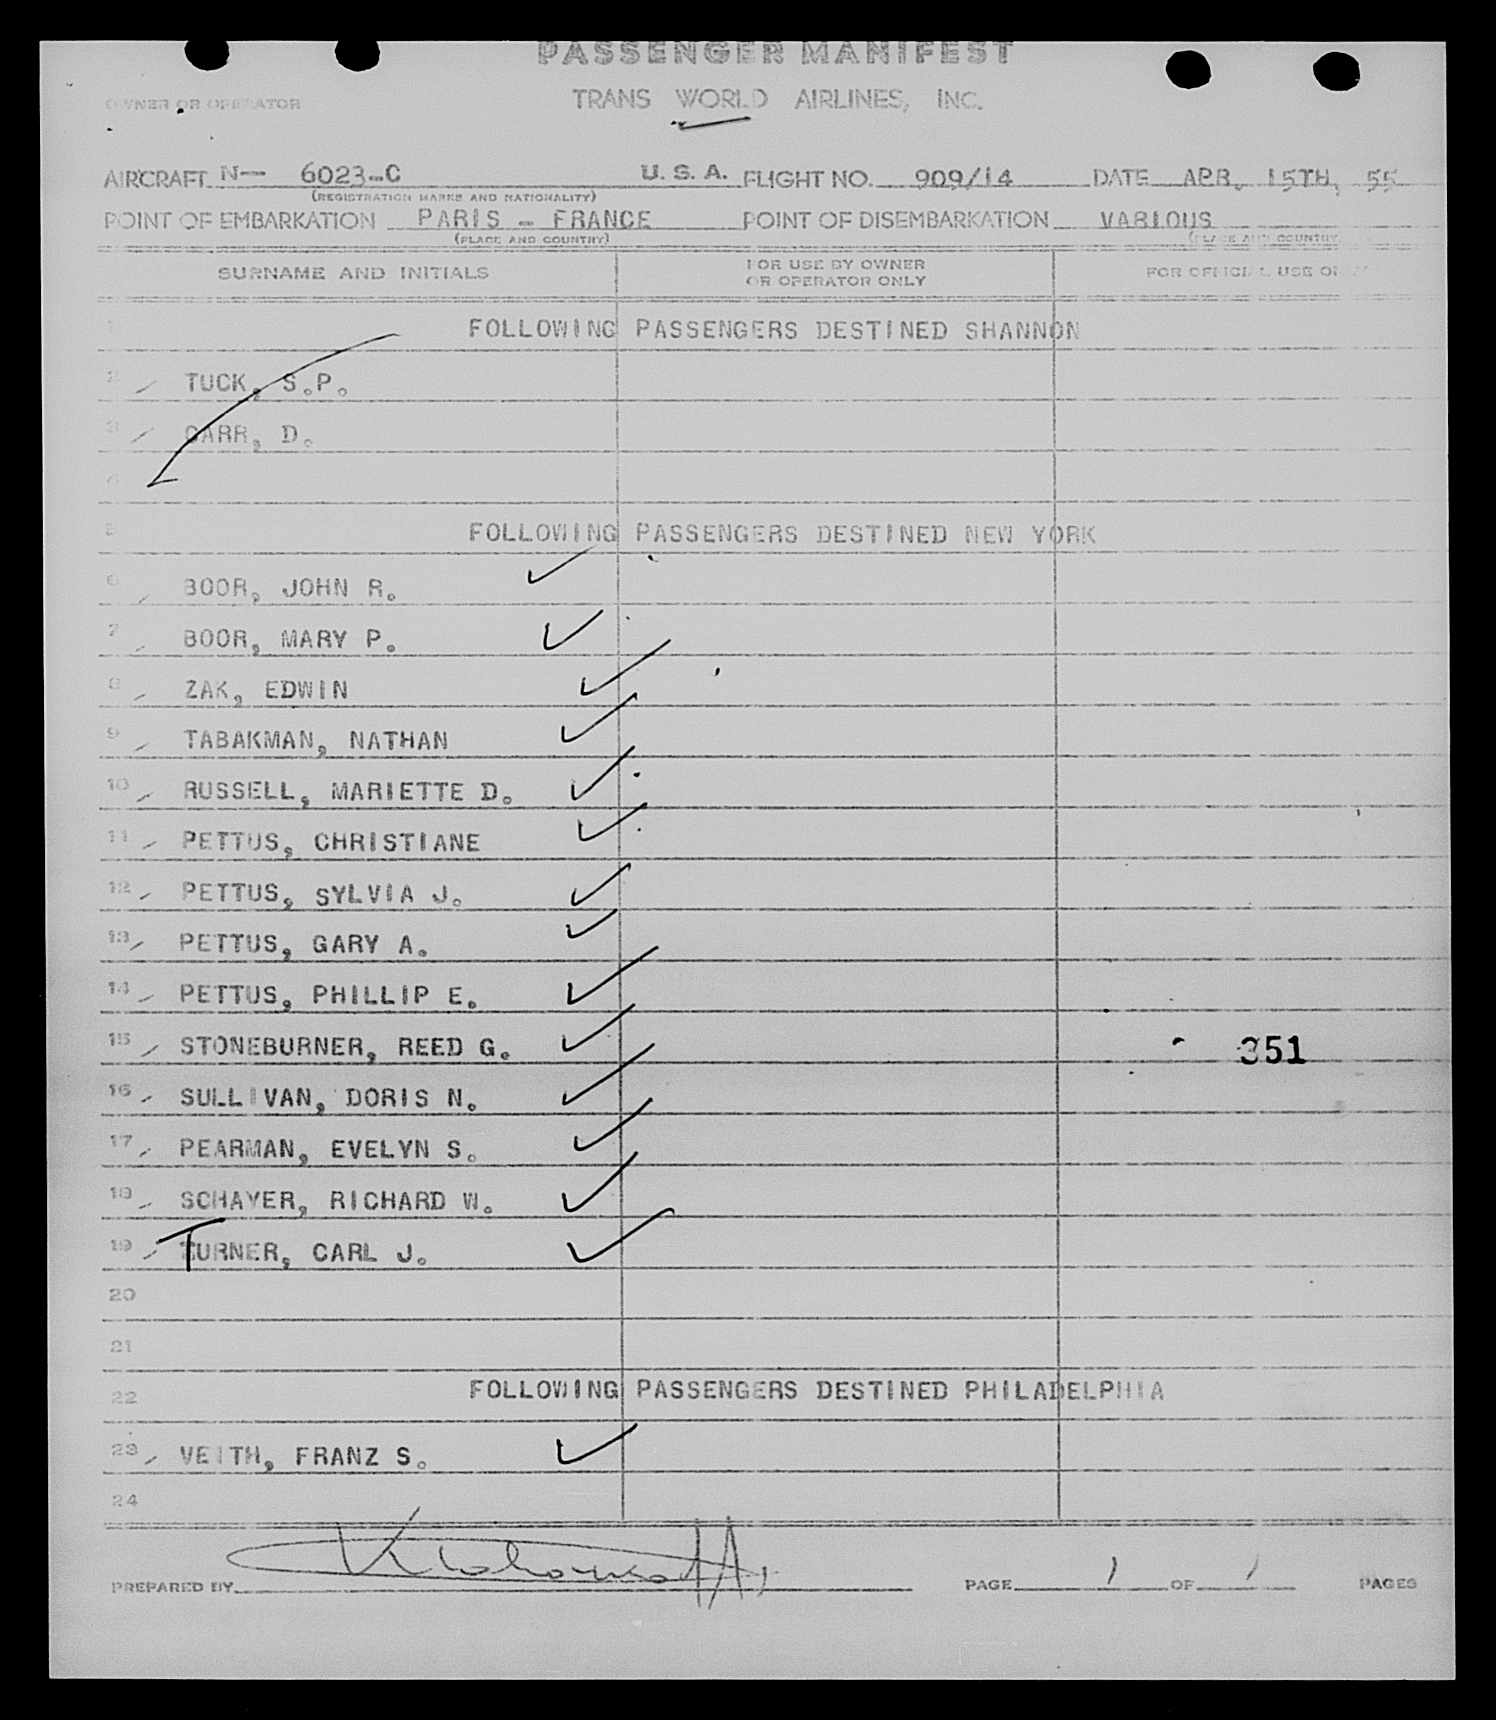 PASSENGER MANIFEST
OWNER OR OPERATOR TRANS WORLD AIRLINES, INC.
AIRCRAFT N— 6023-C U. S. A. FLIGHT NO. 909/14 DATE APR. 15TH, 55
(REGISTRATION MARKS AND NATIONALITY)
POINT OF EMBARKATION PARIS - FRANCE POINT OF DISEMBARKATION VARIOUS
(PLACE AND COUNTRY) (PLACE AND COUNTRY)
SURNAME AND INITIALS FOR USE BY OWNER OR OPERATOR ONLY FOR OFFICIAL USE ONLY
1 FOLLOWING PASSENGERS DESTINED SHANNON
2 TUCK, S.P.
3 CARR, D.
4
5 FOLLOWING PASSENGERS DESTINED NEW YORK
6 BOOR, JOHN R.
7 BOOR, MARY P.
8 ZAK, EDWIN
9 TABAKMAN, NATHAN
10 RUSSELL, MARIETTE D.
11 PETTUS, CHRISTIANE
12 PETTUS, SYLVIA J.
13 PETTUS, GARY A.
14 PETTUS, PHILLIP E.
15 STONEBURNER, REED G. 351
16 SULLIVAN, DORIS N.
17 PEARMAN, EVELYN S.
18 SCHAYER, RICHARD W.
19 TURNER, CARL J.
20
21
22 FOLLOWING PASSENGERS DESTINED PHILADELPHIA
23 VEITH, FRANZ S.
24
PREPARED BY PAGE 1 OF 1 PAGES